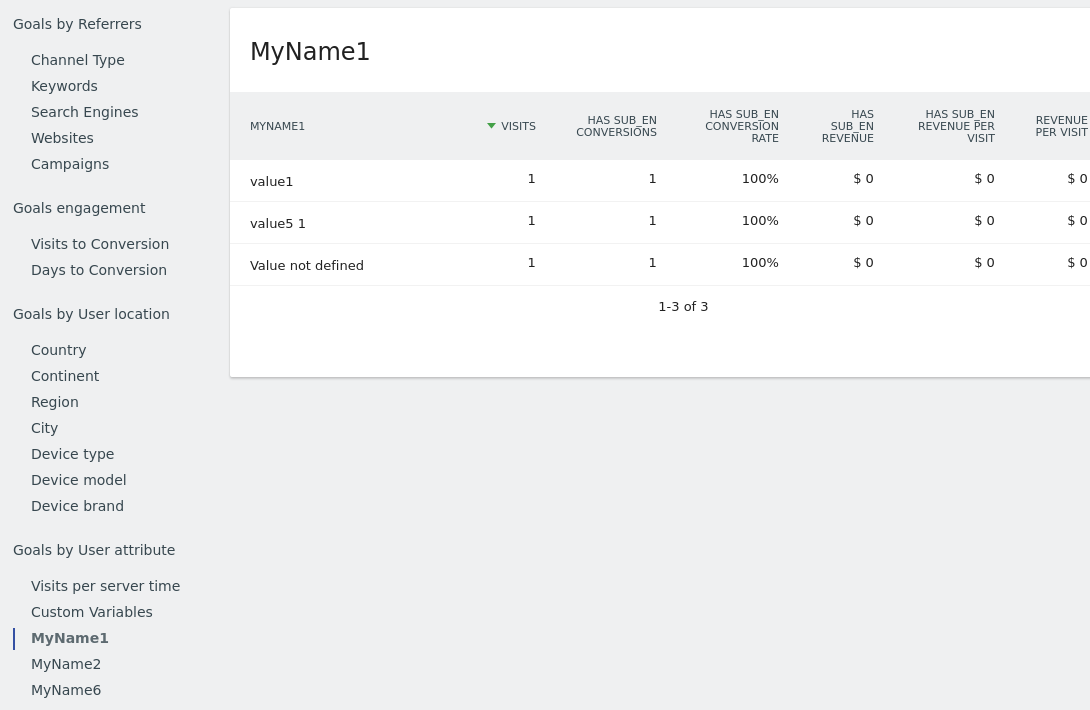 Goals by Referrers
Channel Type
Keywords
Search Engines
Websites
Campaigns
Goals engagement
Visits to Conversion
Days to Conversion
Goals by User location
Country
Continent
Region
City
Device type
Device model
Device brand
Goals by User attribute
Visits per server time
Custom Variables
MyName1
MyName2
MyName6
MyName1
MYNAME1 VISITS HAS SUB_EN CONVERSIONS HAS SUB_EN CONVERSION RATE HAS SUB_EN REVENUE HAS SUB_EN REVENUE PER VISIT REVENUE PER VISIT
value1 1 1 100% $ 0 $ 0 $ 0
value5 1 1 1 100% $ 0 $ 0 $ 0
Value not defined 1 1 100% $ 0 $ 0 $ 0
1-3 of 3